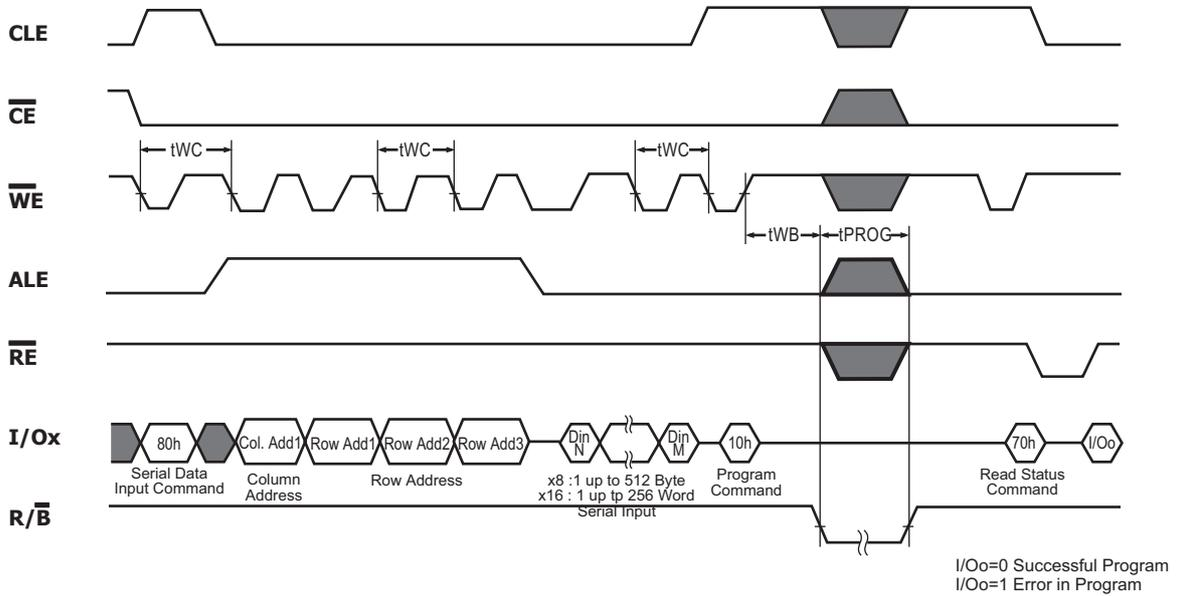 CLE
CE
tWC tWC tWC
WE
tWB tPROG
ALE
RE
I/Ox
80h Col. Add1 Row Add1 Row Add2 Row Add3 Din N Din M 10h 70h I/Oo
Serial Data
Input Command
Column
Address
Row Address
x8 :1 up to 512 Byte
x16 : 1 up tp 256 Word
Serial Input
Program
Command
Read Status
Command
R/B
I/Oo=0 Successful Program
I/Oo=1 Error in Program